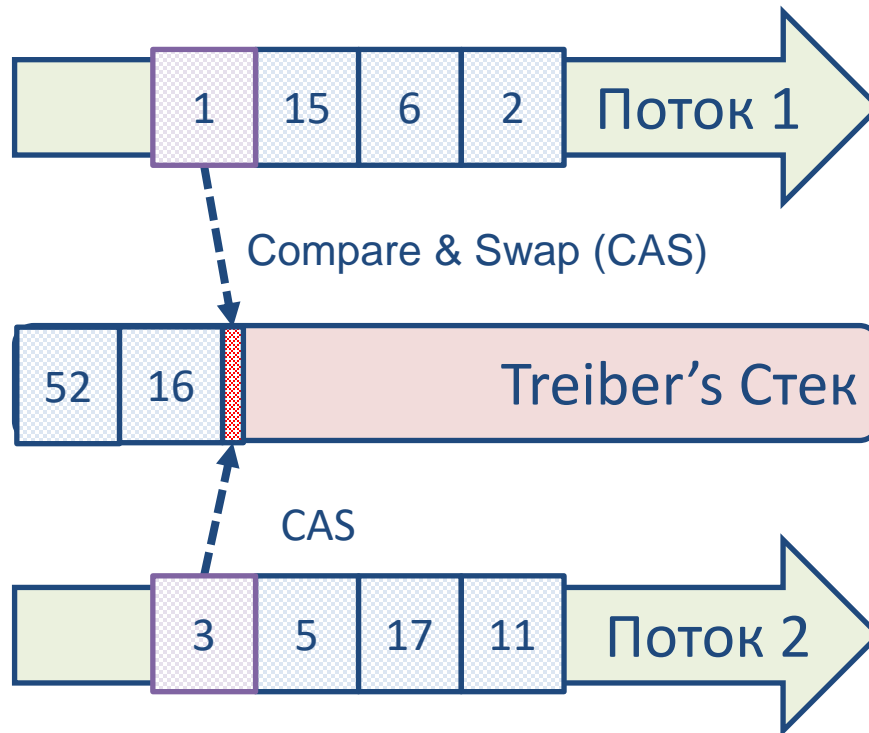 1 15 6 2 Поток 1
Compare & Swap (CAS)
52 16 Treiber’s Стек
CAS
3 5 17 11 Поток 2